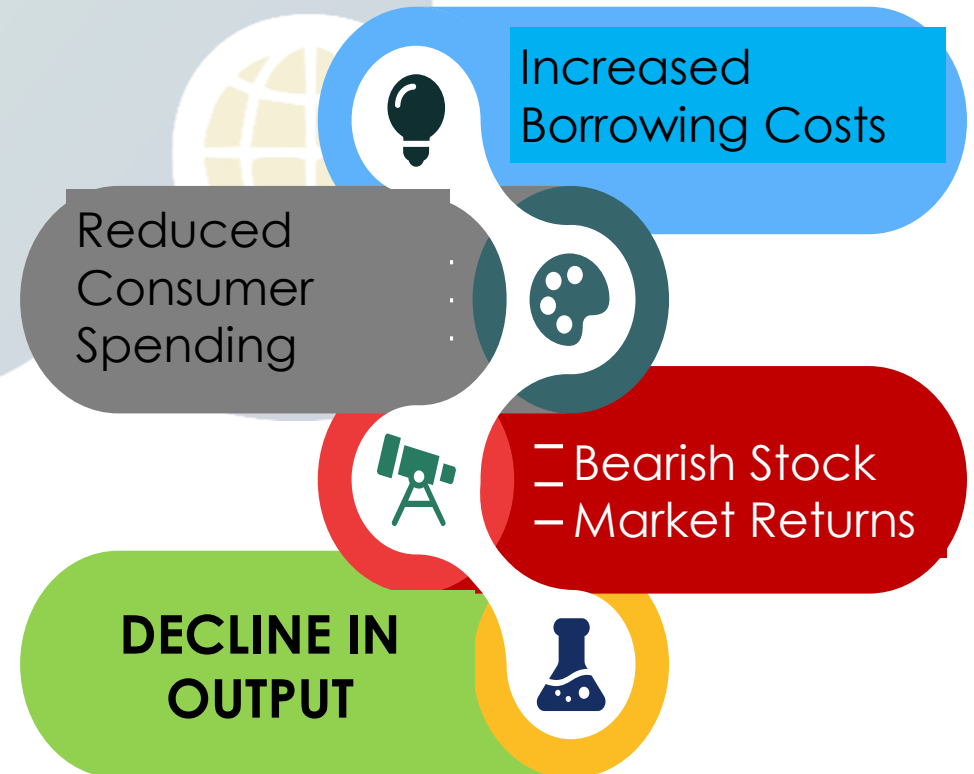 Increased
Borrowing Costs
Reduced
Consumer
Spending
Bearish Stock
Market Returns
DECLINE IN
OUTPUT